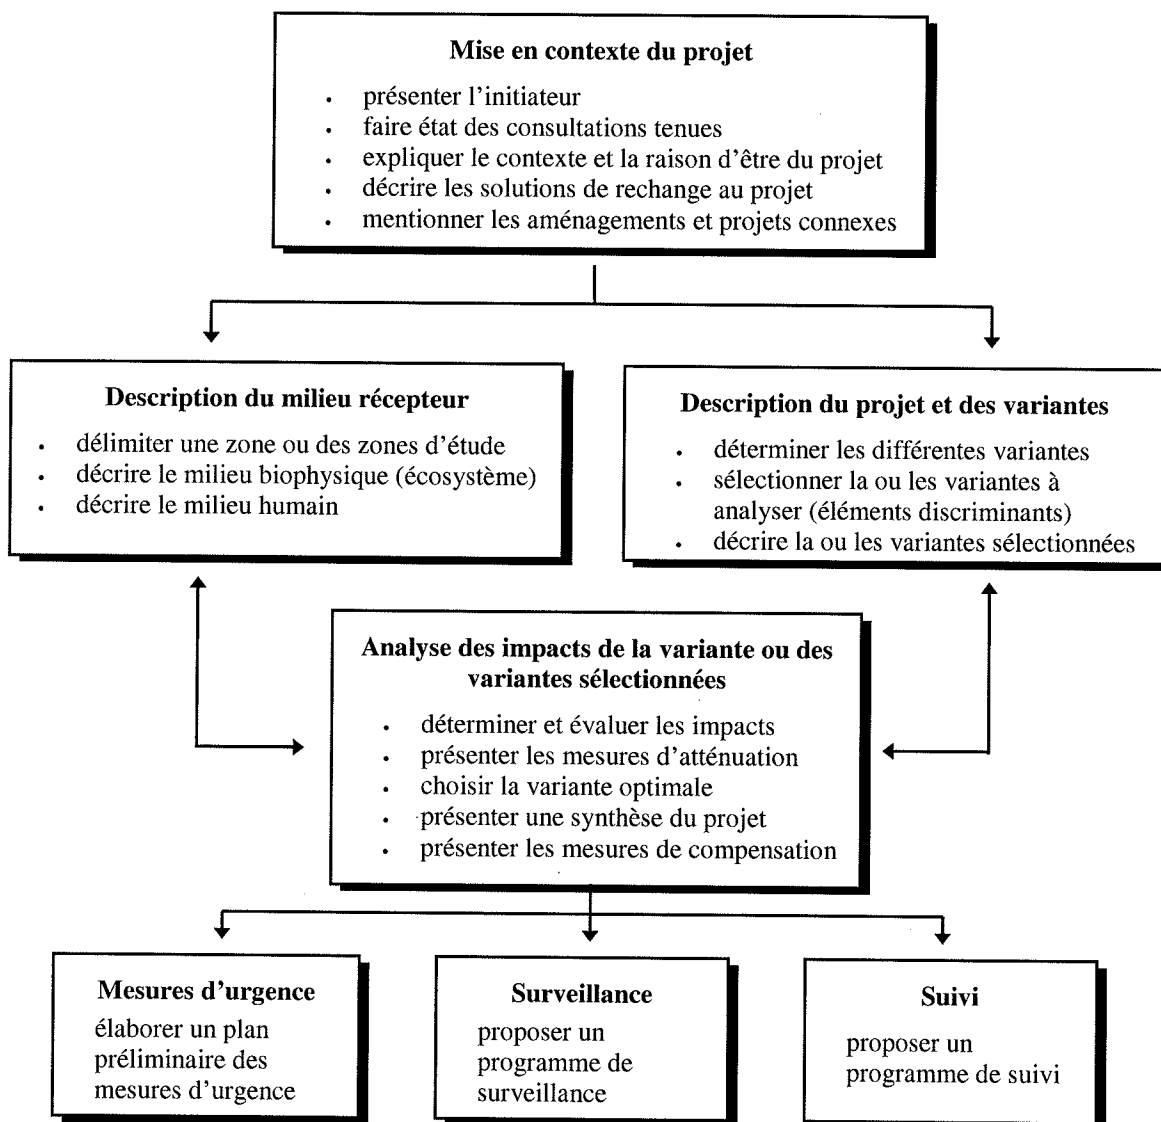 Mise en contexte du projet
• présenter l'initiateur
• faire état des consultations tenues
• expliquer le contexte et la raison d'être du projet
• décrire les solutions de rechange au projet
• mentionner les aménagements et projets connexes
Description du milieu récepteur
• délimiter une zone ou des zones d'étude
• décrire le milieu biophysique (écosystème)
• décrire le milieu humain
Description du projet et des variantes
• déterminer les différentes variantes
• sélectionner la ou les variantes à
analyser (éléments discriminants)
• décrire la ou les variantes sélectionnées
Analyse des impacts de la variante ou des
variantes sélectionnées
• déterminer et évaluer les impacts
• présenter les mesures d'atténuation
• choisir la variante optimale
• présenter une synthèse du projet
• présenter les mesures de compensation
Mesures d'urgence
élaborer un plan
préliminaire des
mesures d'urgence
Surveillance
proposer un
programme de
surveillance
Suivi
proposer un
programme de suivi